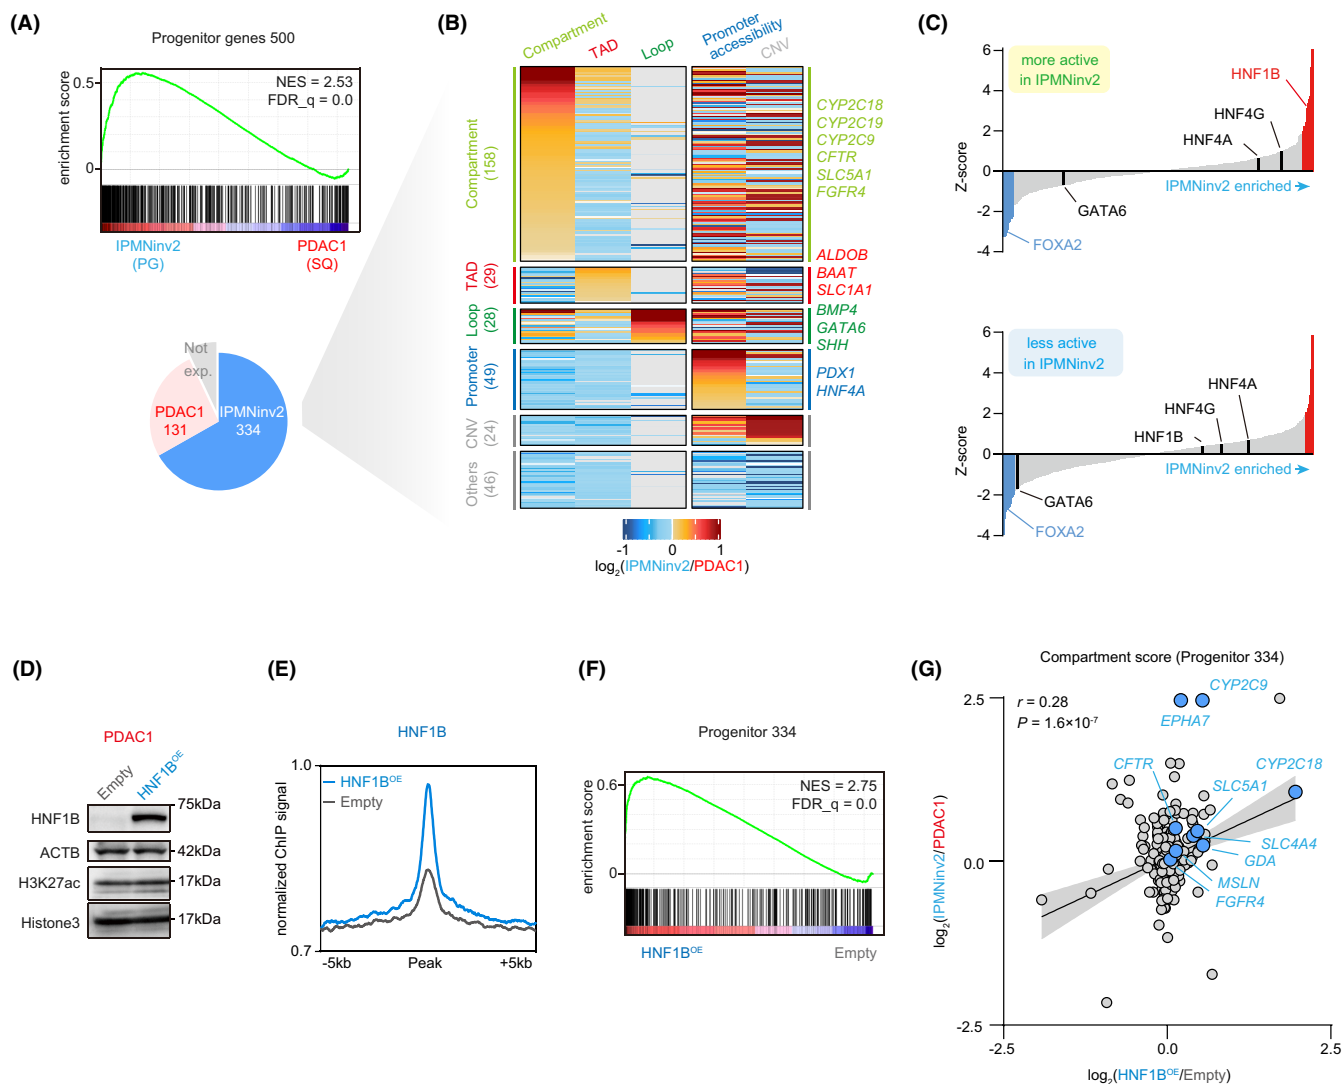 (A)
Progenitor genes 500
NES = 2.53
FDR_q = 0.0
0.5
0
enrichment score
IPMNinv2
(PG)
PDAC1
(SQ)
Not
exp.
PDAC1
131
IPMNinv2
334
(B)
Compartment
TAD
Loop
Promoter
accessibility
CNV
Compartment
(158)
TAD
(29)
Loop
(28)
Promoter
(49)
CNV
(24)
Others
(46)
CYP2C18
CYP2C19
CYP2C9
CFTR
SLC5A1
FGFR4
ALDOB
BAAT
SLC1A1
BMP4
GATA6
SHH
PDX1
HNF4A
-1
0
1
log2(IPMNinv2/PDAC1)
(C)
6
4
2
0
-2
-4
Z-score
more active
in IPMNinv2
HNF1B
HNF4G
HNF4A
GATA6
FOXA2
IPMNinv2 enriched
6
4
2
0
-2
-4
Z-score
less active
in IPMNinv2
HNF4A
HNF4G
HNF1B
GATA6
FOXA2
IPMNinv2 enriched
(D)
PDAC1
Empty
HNF1BOE
HNF1B
75kDa
ACTB
42kDa
H3K27ac
17kDa
Histone3
17kDa
(E)
HNF1B
1.0
0.7
normalized ChIP signal
HNF1BOE
Empty
-5kb
Peak
+5kb
(F)
Progenitor 334
NES = 2.75
FDR_q = 0.0
0.6
0
enrichment score
HNF1BOE
Empty
(G)
Compartment score (Progenitor 334)
r = 0.28
P = 1.6×10-7
CYP2C9
EPHA7
CFTR
CYP2C18
SLC5A1
SLC4A4
GDA
MSLN
FGFR4
2.5
0.0
-2.5
log2(IPMNinv2/PDAC1)
-2.5
0.0
2.5
log2(HNF1BOE/Empty)